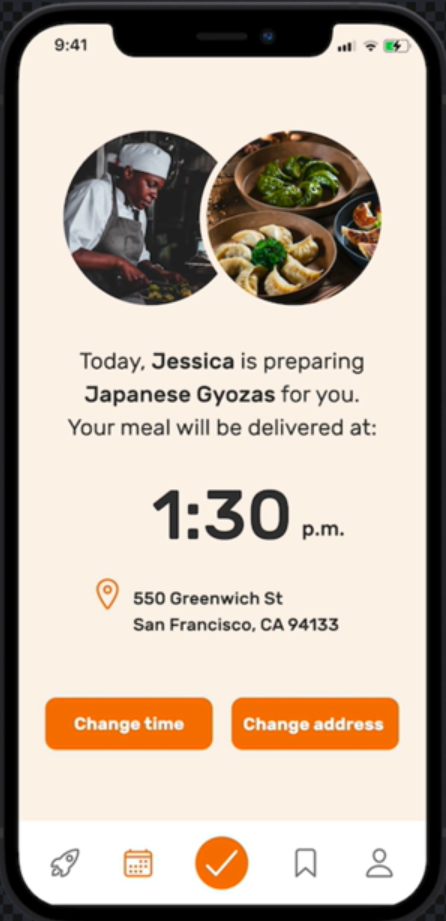 9:41
Today, Jessica is preparing
Japanese Gyozas for you.
Your meal will be delivered at:
1:30 p.m.
550 Greenwich St
San Francisco, CA 94133
Change time
Change address